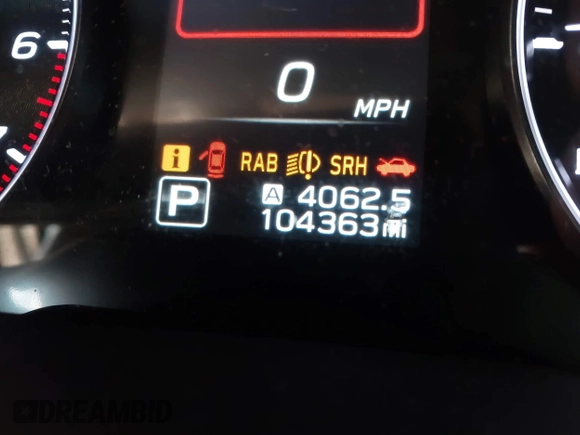 6
0
MPH
i RAB SRH
P A 4062.5
104363 mi
DREAMBID